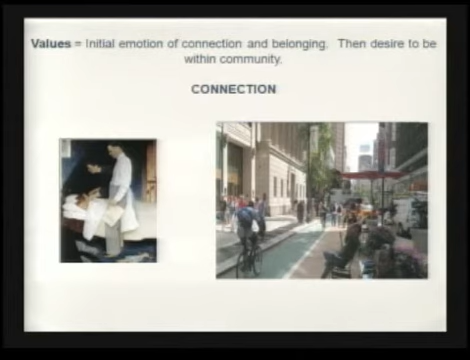 Values = Initial emotion of connection and belonging. Then desire to be
within community.
CONNECTION